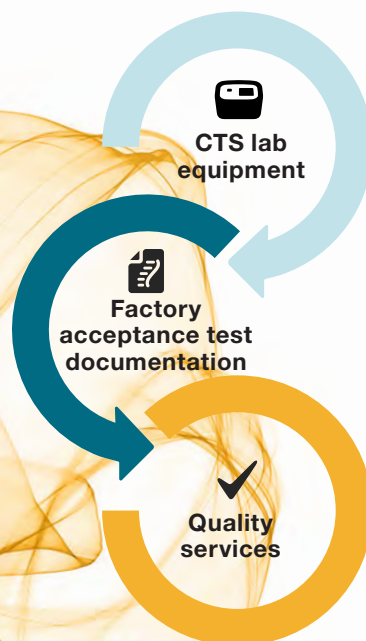 CTS lab
equipment
Factory
acceptance test
documentation
Quality
services